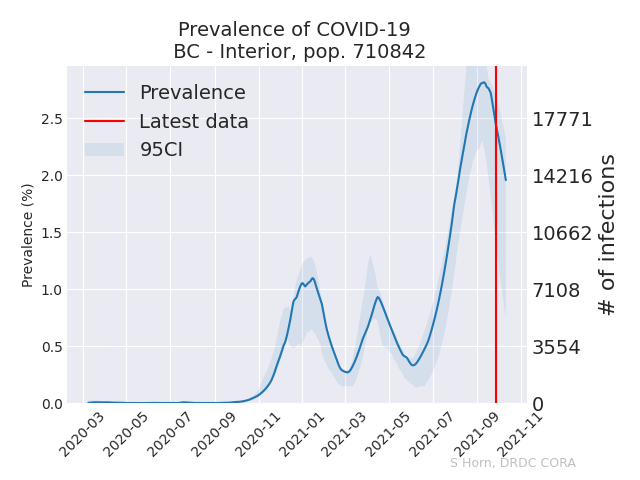 Prevalence of COVID-19
BC - Interior, pop. 710842
Prevalence
Latest data
95CI
Prevalence (%)
2.5
2.0
1.5
1.0
0.5
0.0
17771
14216
10662
7108
3554
0
# of infections
2020-03
2020-05
2020-07
2020-09
2020-11
2021-01
2021-03
2021-05
2021-07
2021-09
2021-11
S Horn, DRDC CORA